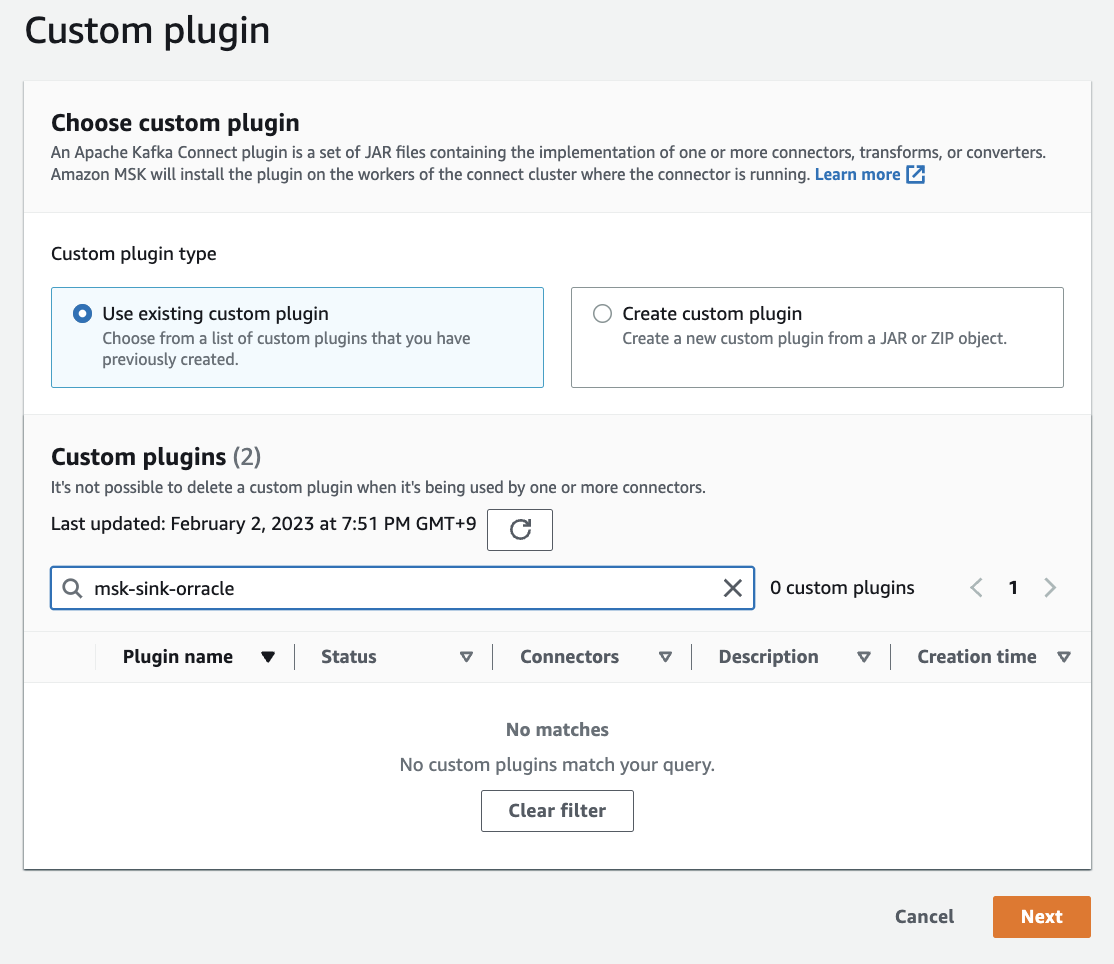 Custom plugin
Choose custom plugin
An Apache Kafka Connect plugin is a set of JAR files containing the implementation of one or more connectors, transforms, or converters.
Amazon MSK will install the plugin on the workers of the connect cluster where the connector is running. Learn more
Custom plugin type
Use existing custom plugin
Choose from a list of custom plugins that you have
previously created.
Create custom plugin
Create a new custom plugin from a JAR or ZIP object.
Custom plugins (2)
It's not possible to delete a custom plugin when it's being used by one or more connectors.
Last updated: February 2, 2023 at 7:51 PM GMT+9
msk-sink-orracle
0 custom plugins
1
Plugin name Status Connectors Description Creation time
No matches
No custom plugins match your query.
Clear filter
Cancel Next